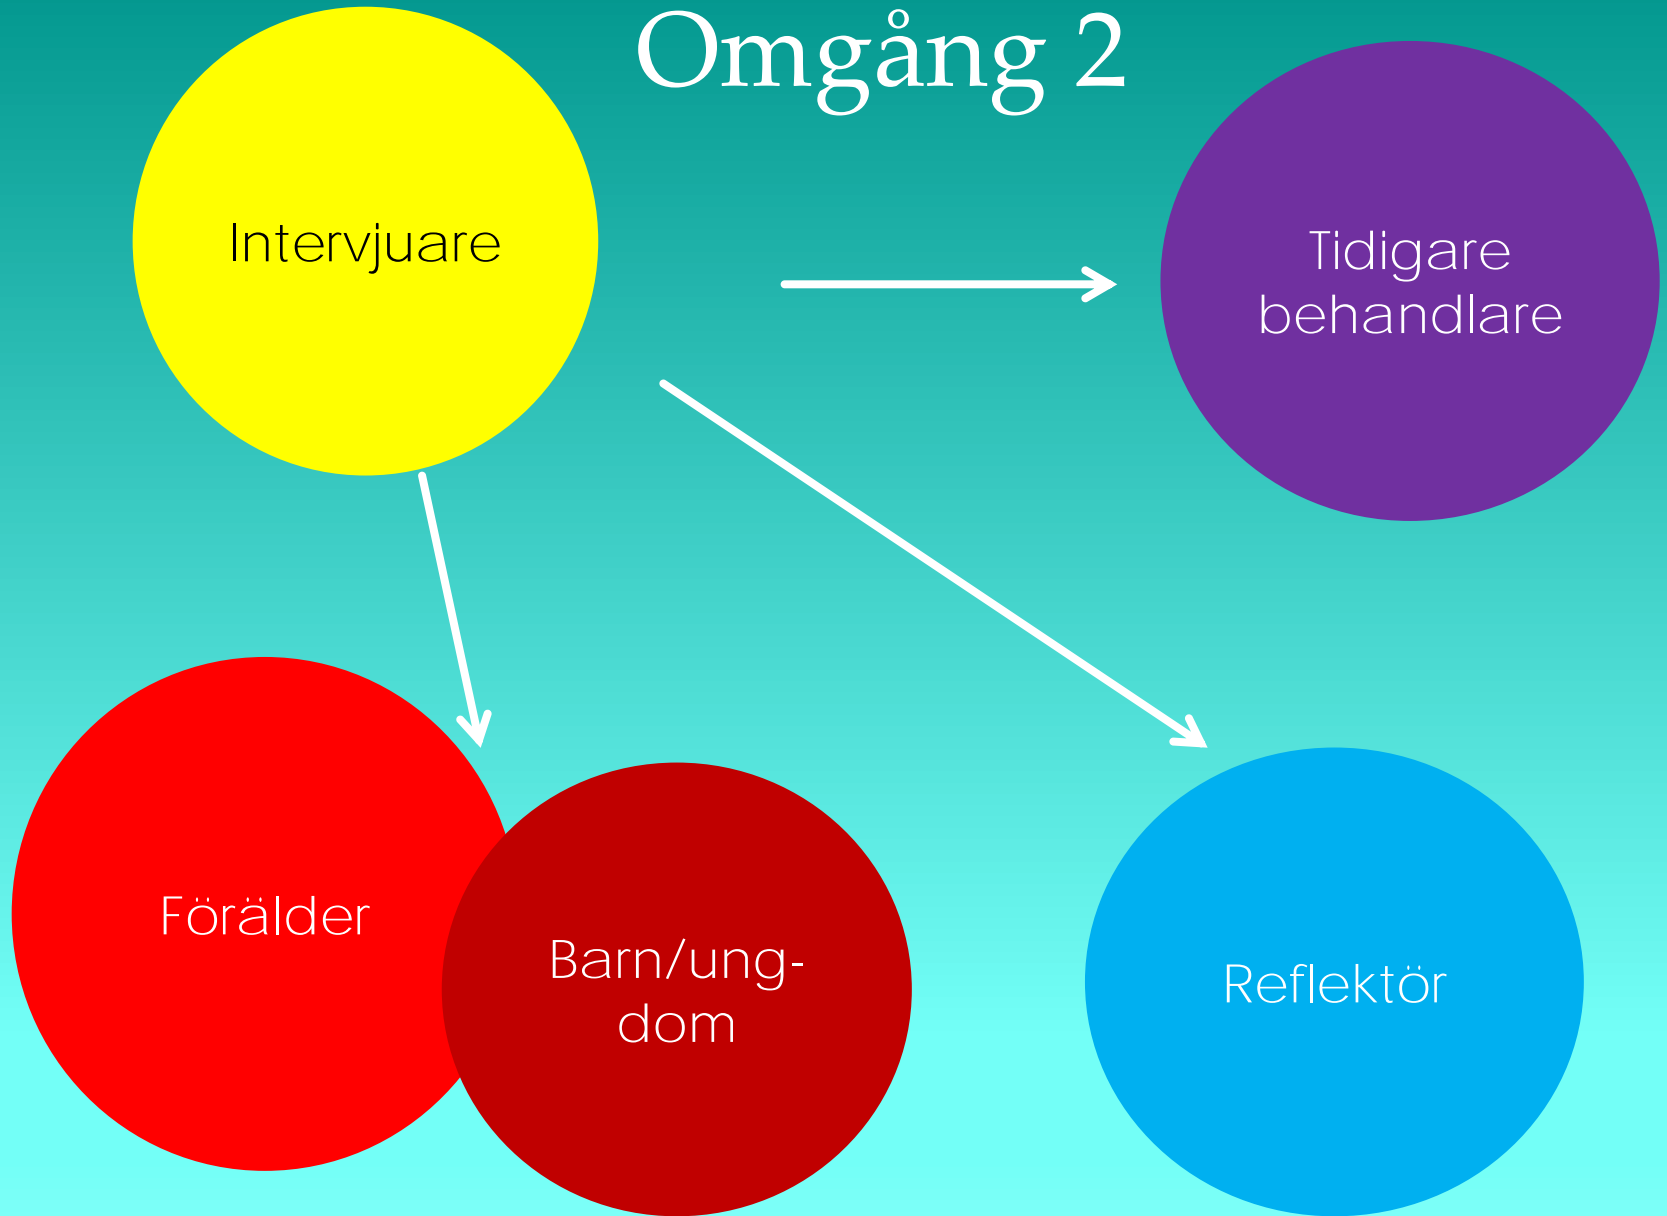 Omgång 2
Intervjuare
Tidigare
behandlare
Förälder
Barn/ung-
dom
Reflektör